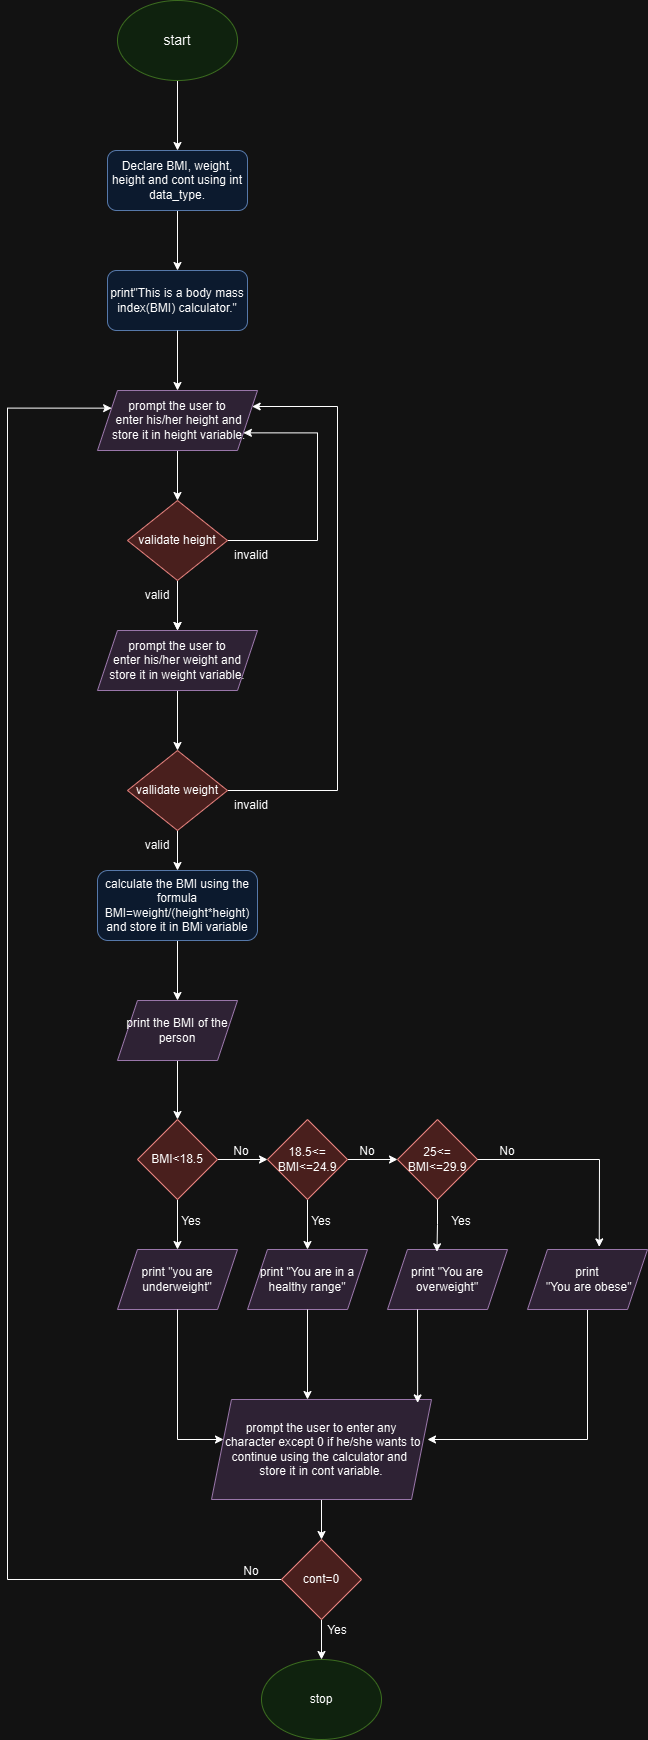 start
Declare BMI, weight,
height and cont using int
data_type.
print"This is a body mass
index(BMI) calculator."
prompt the user to
enter his/her height and
store it in height variable.
validate height
invalid
valid
prompt the user to
enter his/her weight and
store it in weight variable.
vallidate weight
invalid
valid
calculate the BMI using the
formula
BMI=weight/(height*height)
and store it in BMi variable
print the BMI of the
person
BMI<18.5
No
18.5<=
BMI<=24.9
No
25<=
BMI<=29.9
No
Yes
Yes
Yes
print "you are
underweight"
print "You are in a
healthy range"
print "You are
overweight"
print
"You are obese"
prompt the user to enter any
character except 0 if he/she wants to
continue using the calculator and
store it in cont variable.
No
cont=0
Yes
stop